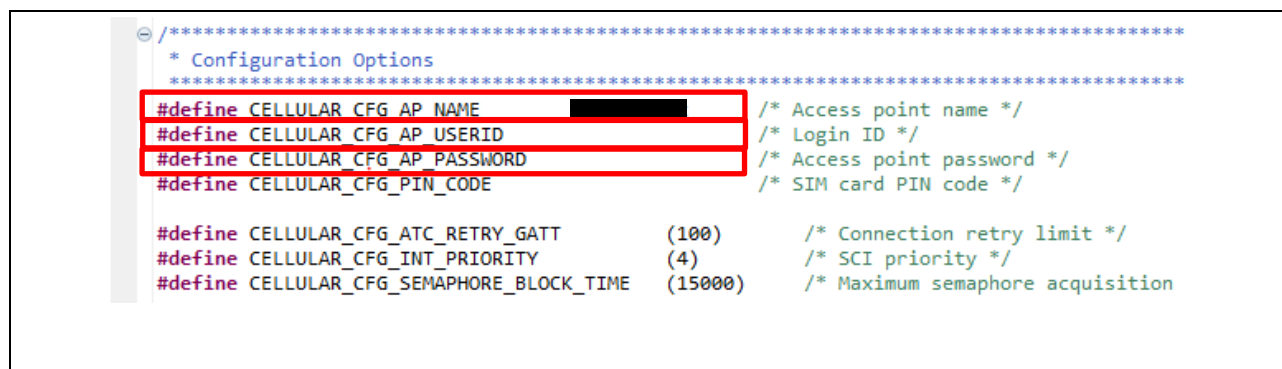 /****************************************************************************************
* Configuration Options
****************************************************************************************
#define CELLULAR_CFG_AP_NAME /* Access point name */
#define CELLULAR_CFG_AP_USERID /* Login ID */
#define CELLULAR_CFG_AP_PASSWORD /* Access point password */
#define CELLULAR_CFG_PIN_CODE /* SIM card PIN code */
#define CELLULAR_CFG_ATC_RETRY_GATT (100) /* Connection retry limit */
#define CELLULAR_CFG_INT_PRIORITY (4) /* SCI priority */
#define CELLULAR_CFG_SEMAPHORE_BLOCK_TIME (15000) /* Maximum semaphore acquisition